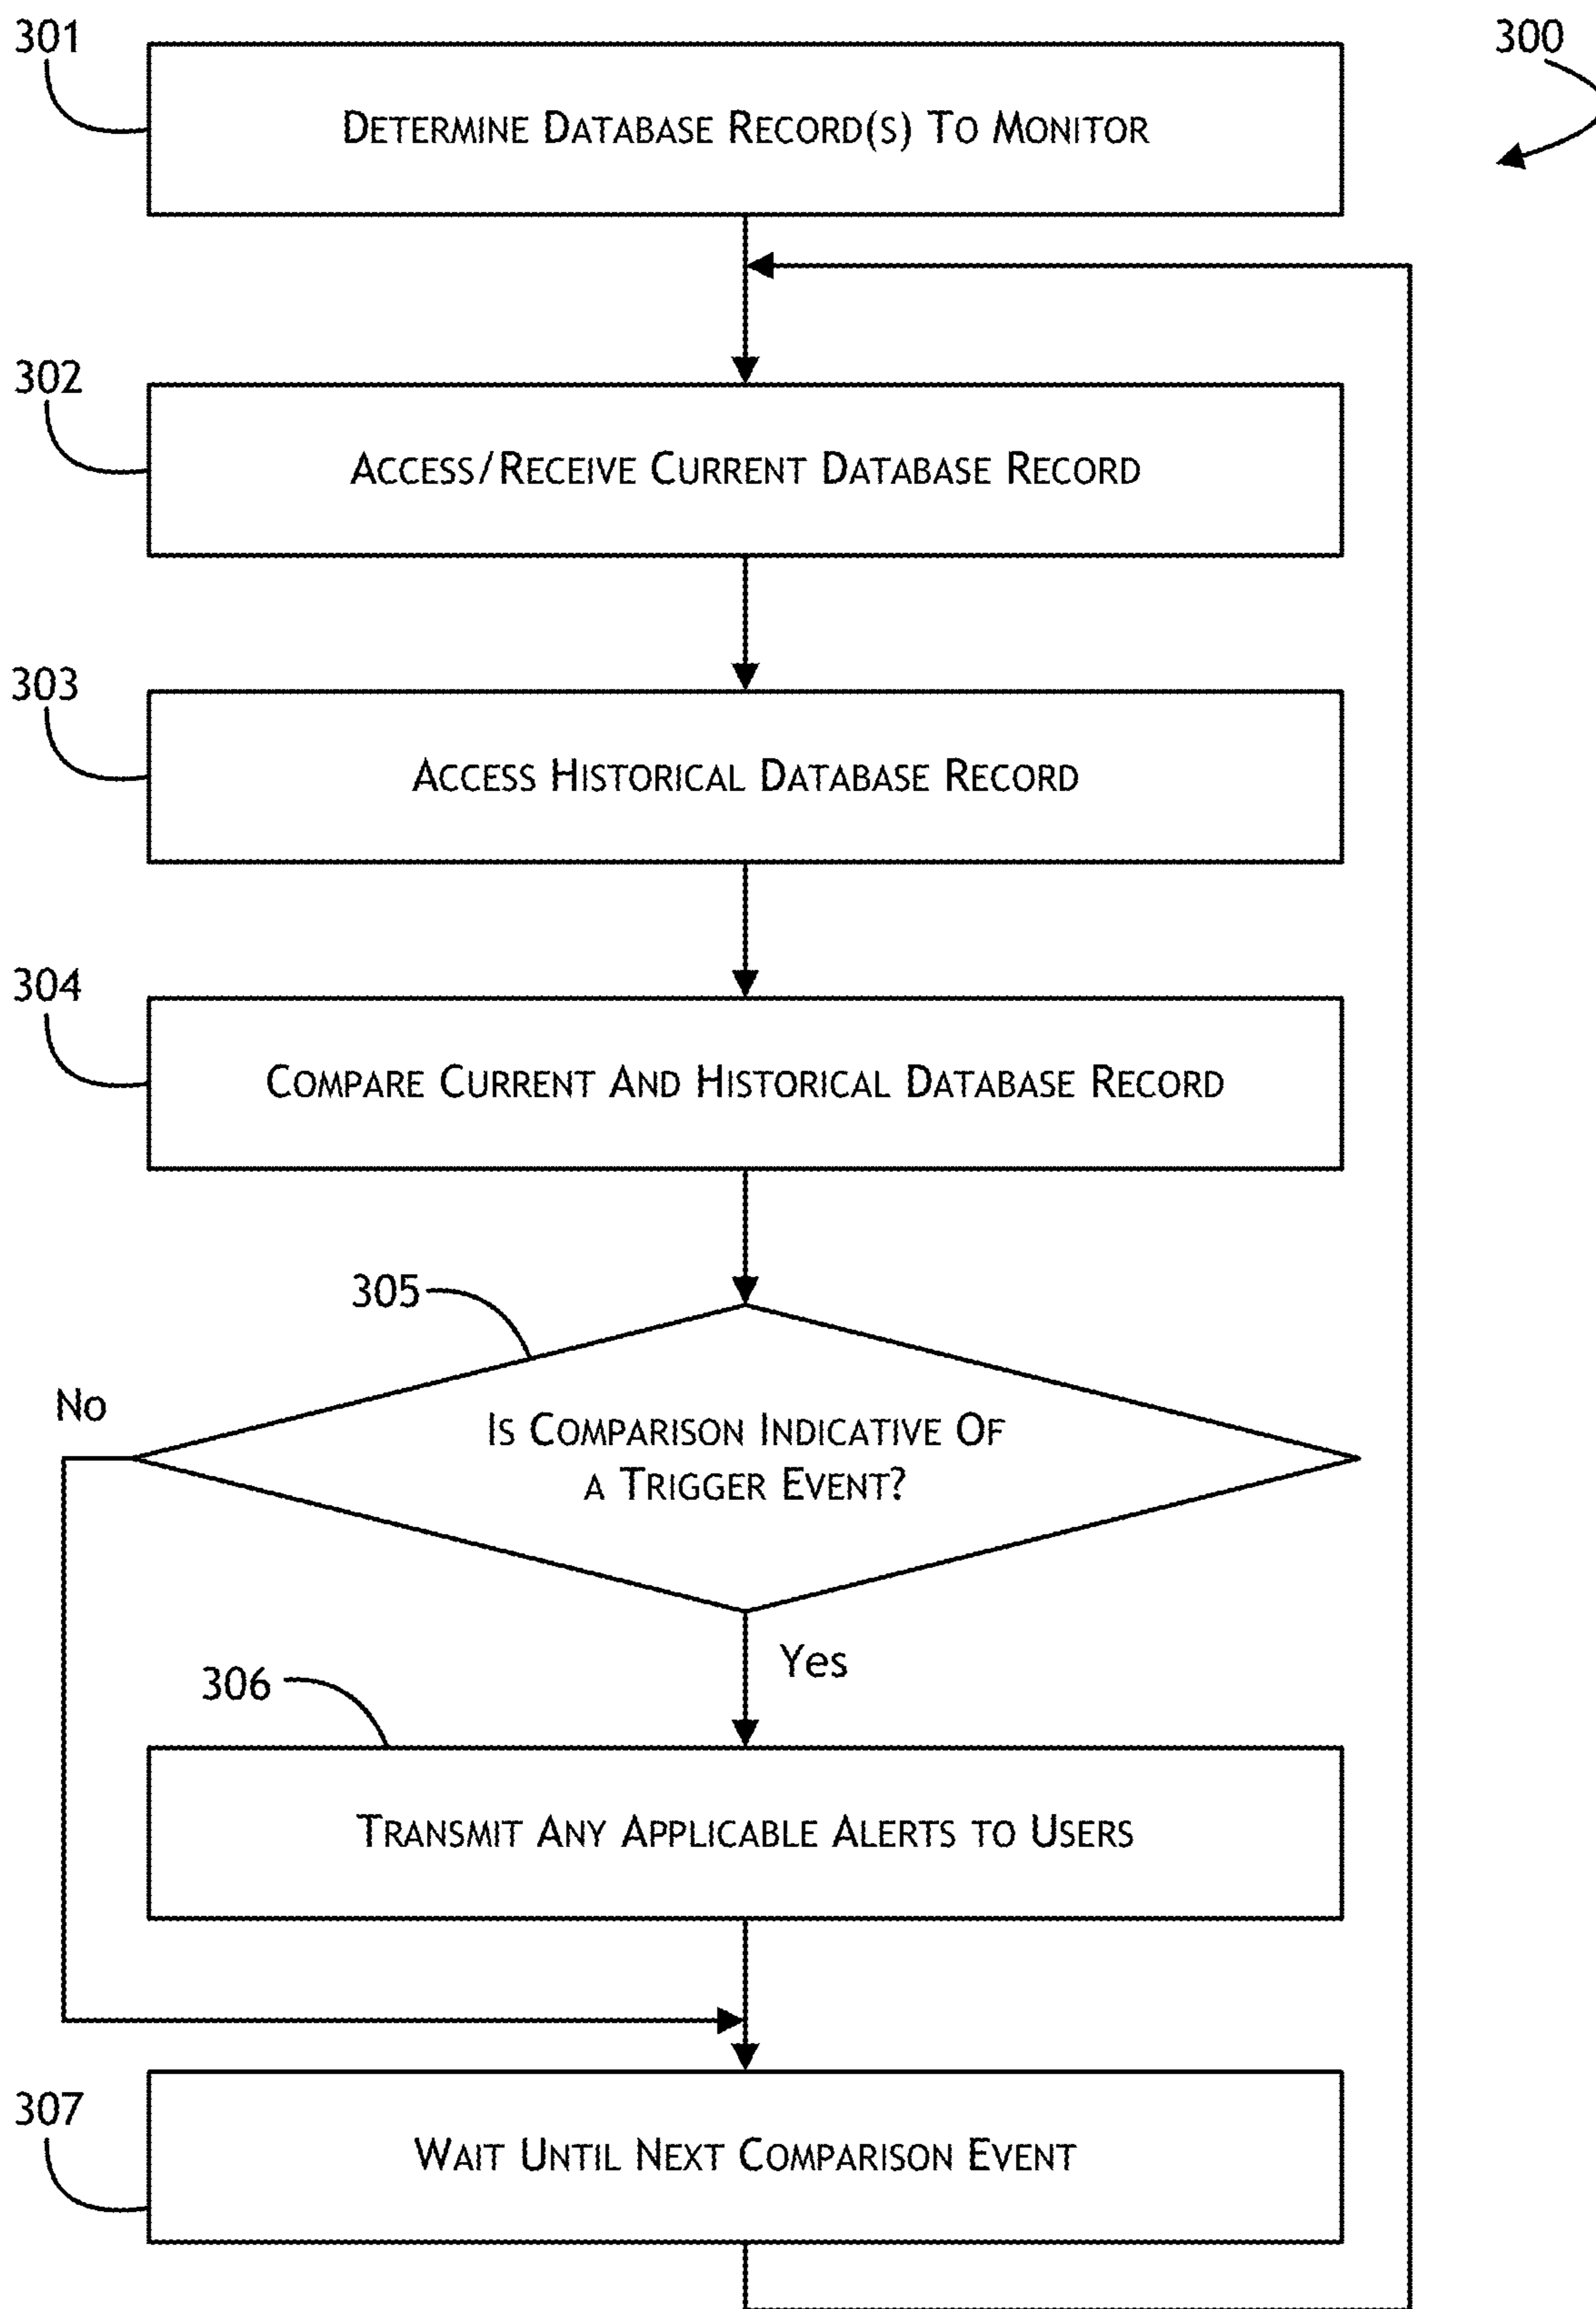 301
300
DETERMINE DATABASE RECORD(S) TO MONITOR
302
ACCESS/RECEIVE CURRENT DATABASE RECORD
303
ACCESS HISTORICAL DATABASE RECORD
304
COMPARE CURRENT AND HISTORICAL DATABASE RECORD
305
No
IS COMPARISON INDICATIVE OF
A TRIGGER EVENT?
Yes
306
TRANSMIT ANY APPLICABLE ALERTS TO USERS
307
WAIT UNTIL NEXT COMPARISON EVENT